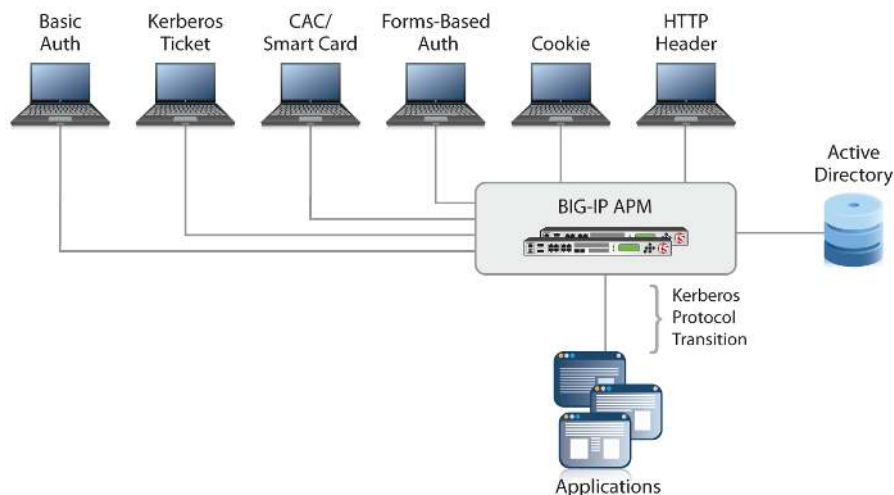 Basic
Auth
Kerberos
Ticket
CAC/
Smart Card
Forms-Based
Auth
Cookie
HTTP
Header
Active
Directory
BIG-IP APM
Kerberos
Protocol
Transition
Applications